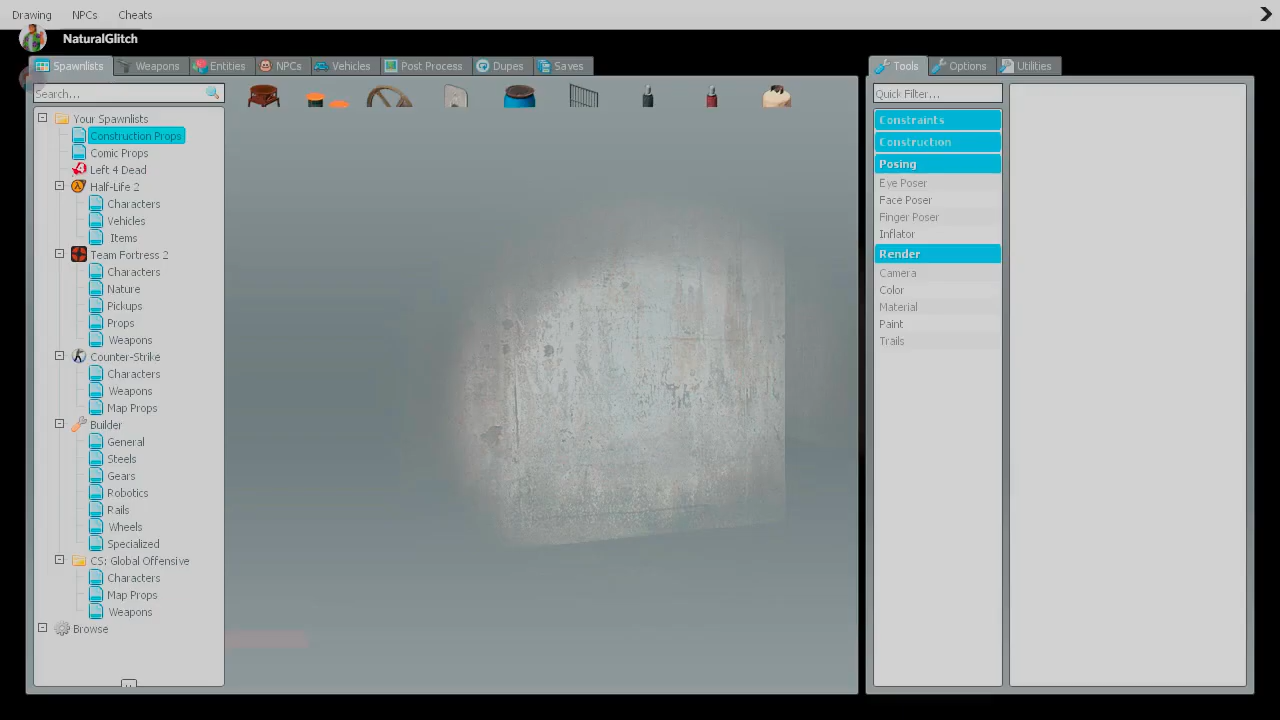 Drawing NPCs Cheats
NaturalGlitch
Spawnlists Weapons Entities NPCs Vehicles Post Process Dupes Saves
Tools Options Utilities
Search...
Your Spawnlists
Construction Props
Comic Props
Left 4 Dead
Half-Life 2
Characters
Vehicles
Items
Team Fortress 2
Characters
Nature
Pickups
Props
Weapons
Counter-Strike
Characters
Weapons
Map Props
Builder
General
Steels
Gears
Robotics
Rails
Wheels
Specialized
CS: Global Offensive
Characters
Map Props
Weapons
Browse
Quick Filter...
Constraints
Construction
Posing
Eye Poser
Face Poser
Finger Poser
Inflator
Render
Camera
Color
Material
Paint
Trails